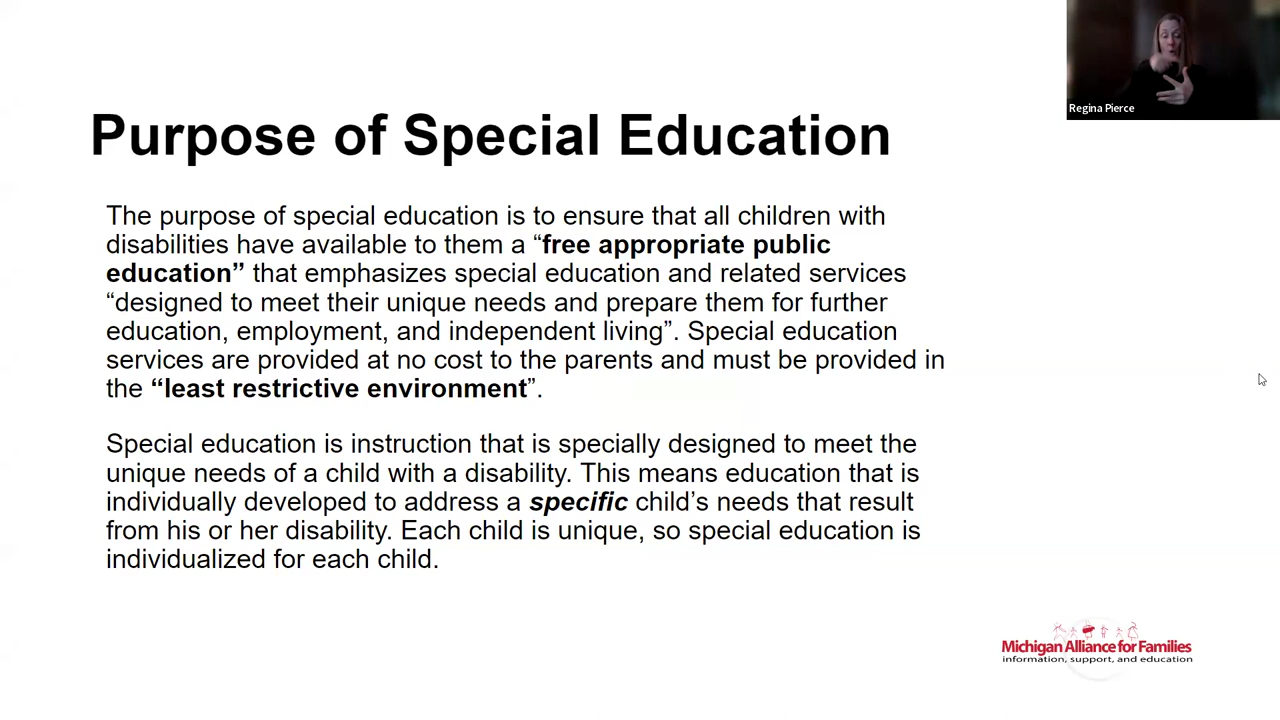 Regina Pierce
Purpose of Special Education
The purpose of special education is to ensure that all children with
disabilities have available to them a “free appropriate public
education” that emphasizes special education and related services
“designed to meet their unique needs and prepare them for further
education, employment, and independent living”. Special education
services are provided at no cost to the parents and must be provided in
the “least restrictive environment”.
Special education is instruction that is specially designed to meet the
unique needs of a child with a disability. This means education that is
individually developed to address a specific child’s needs that result
from his or her disability. Each child is unique, so special education is
individualized for each child.
Michigan Alliance for Families
information, support, and education